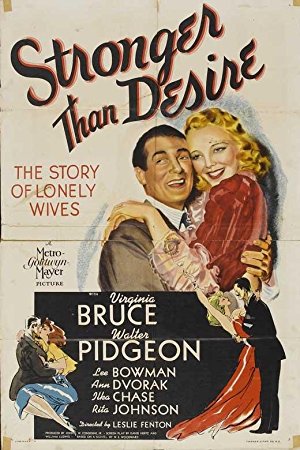 Stronger
Than Desire
THE STORY
OF LONELY
WIVES
A
Metro-
Goldwyn-
Mayer
PICTURE
WITH
Virginia
BRUCE
Walter
PIDGEON
Lee BOWMAN
Ann DVORAK
Ilka CHASE
Rita JOHNSON
Directed by LESLIE FENTON